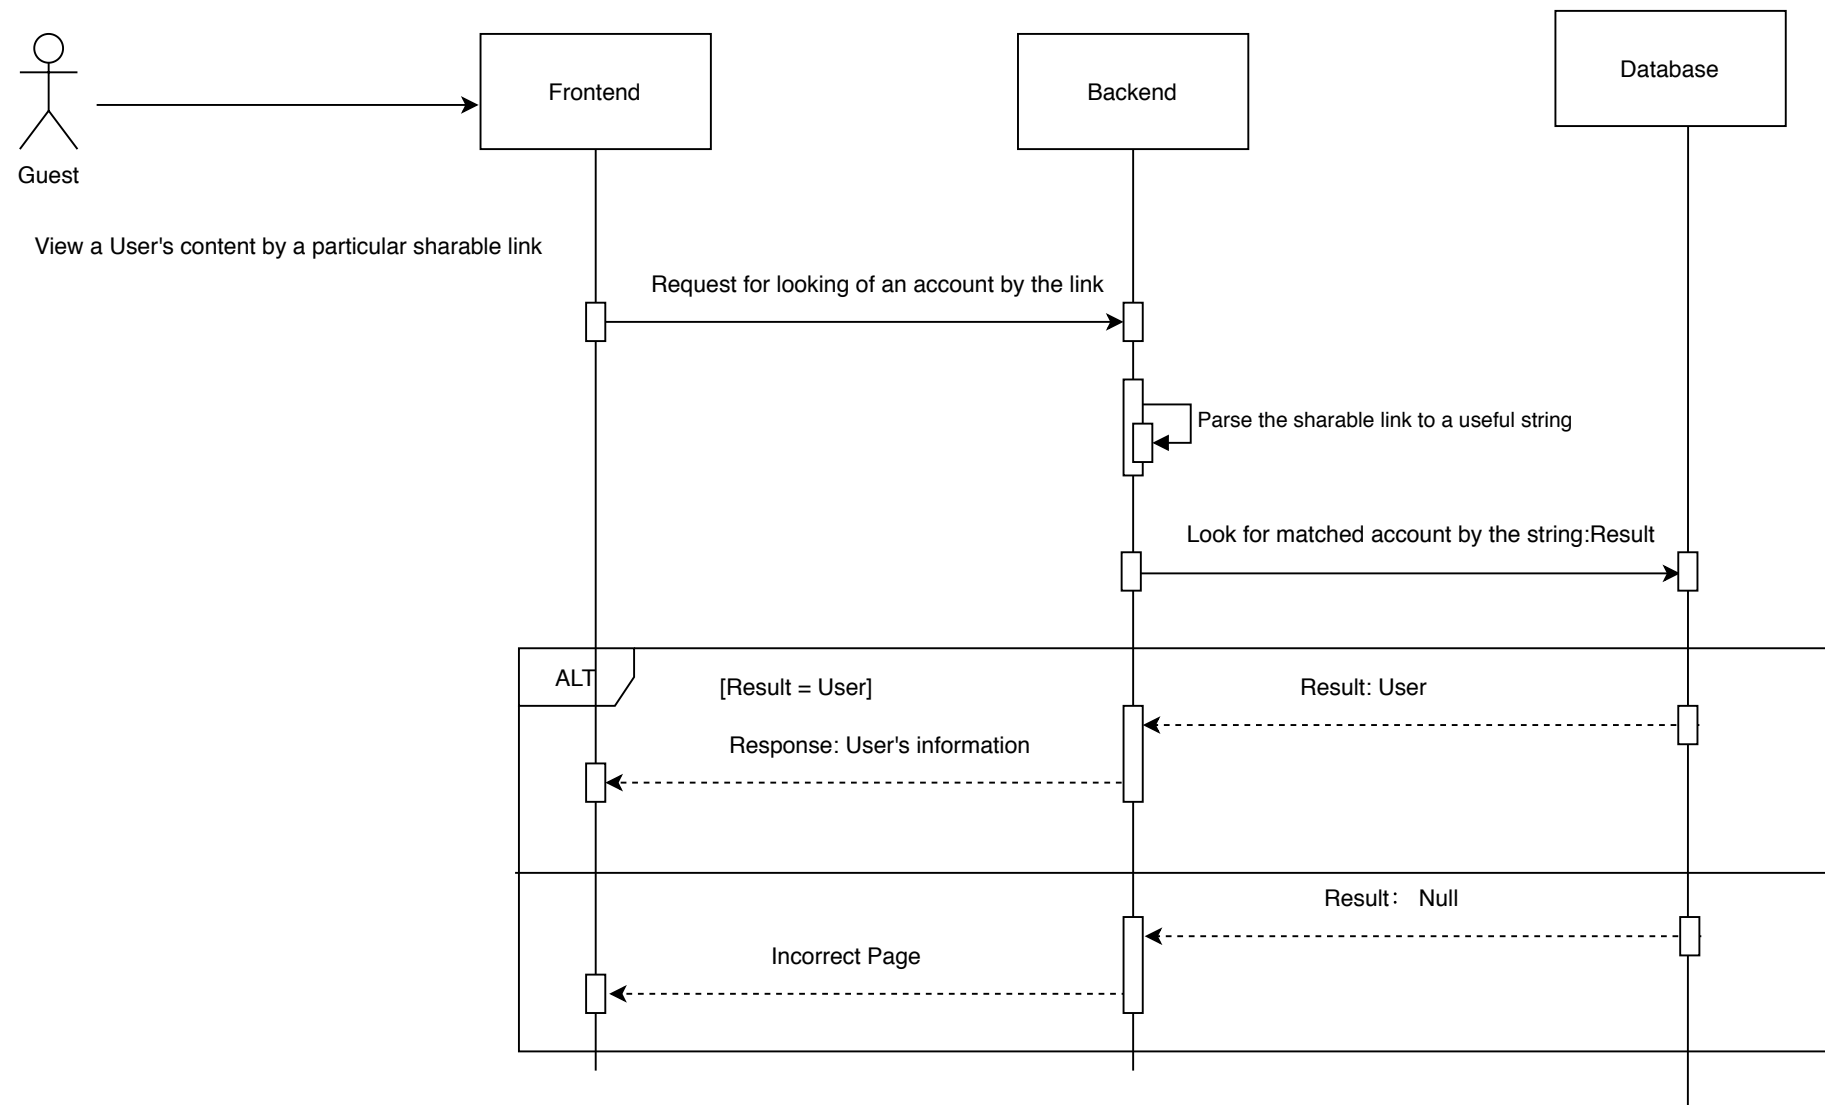 Database
Frontend
Backend
Guest
View a User's content by a particular sharable link
Request for looking of an account by the link
Parse the sharable link to a useful string
Look for matched account by the string:Result
ALT
[Result = User]
Result: User
Response: User's information
Result： Null
Incorrect Page